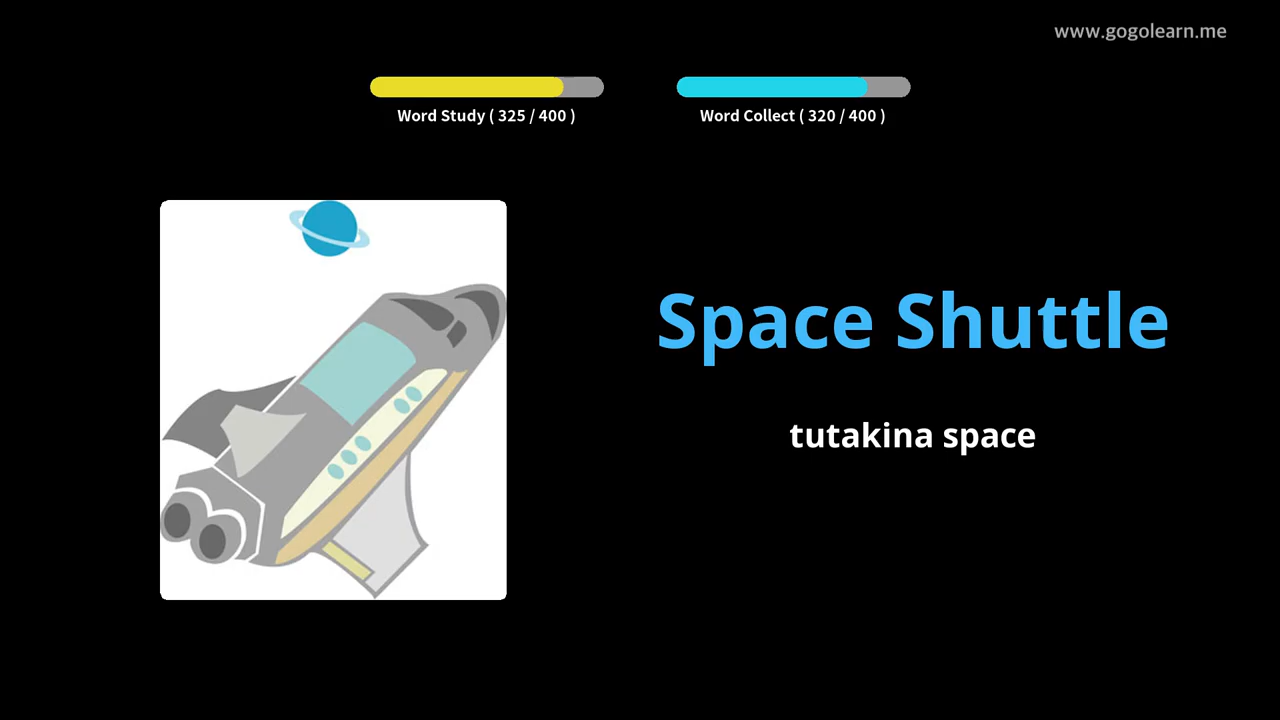 www.gogolearn.me
Word Study ( 325 / 400 )
Word Collect ( 320 / 400 )
Space Shuttle
tutakina space